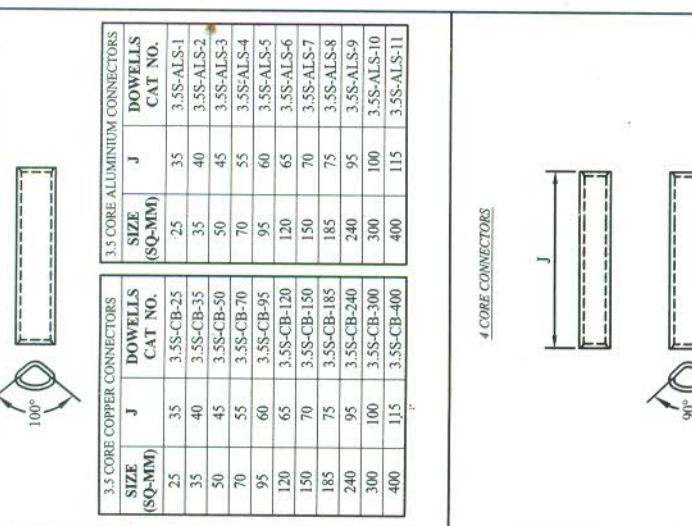 100°
3.5 CORE COPPER CONNECTORS
SIZE (SQ-MM) J DOWELLS CAT NO.
25 35 3.5S-CB-25
35 40 3.5S-CB-35
50 45 3.5S-CB-50
70 55 3.5S-CB-70
95 60 3.5S-CB-95
120 65 3.5S-CB-120
150 70 3.5S-CB-150
185 75 3.5S-CB-185
240 95 3.5S-CB-240
300 100 3.5S-CB-300
400 115 3.5S-CB-400
3.5 CORE ALUMINIUM CONNECTORS
SIZE (SQ-MM) J DOWELLS CAT NO.
25 35 3.5S-ALS-1
35 40 3.5S-ALS-2
50 45 3.5S-ALS-3
70 55 3.5S-ALS-4
95 60 3.5S-ALS-5
120 65 3.5S-ALS-6
150 70 3.5S-ALS-7
185 75 3.5S-ALS-8
240 95 3.5S-ALS-9
300 100 3.5S-ALS-10
400 115 3.5S-ALS-11
4 CORE CONNECTORS
J
90°